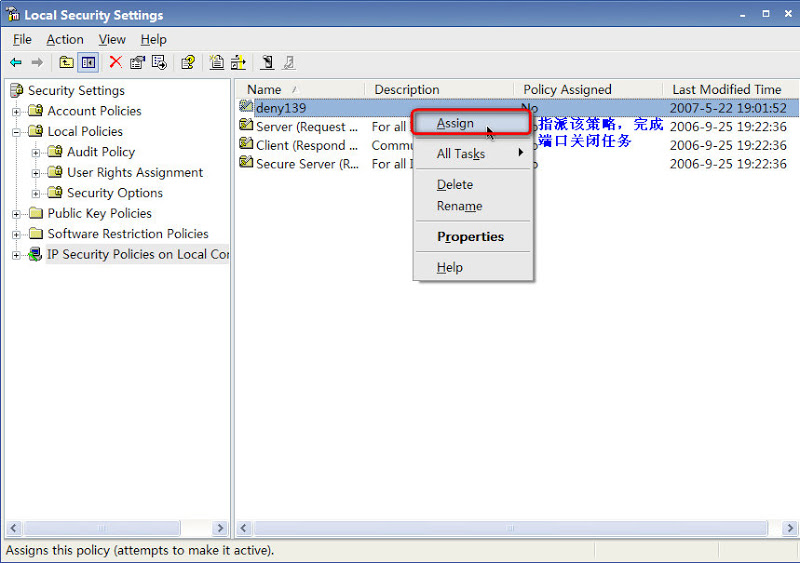 Local Security Settings
File Action View Help
Security Settings
Account Policies
Local Policies
Audit Policy
User Rights Assignment
Security Options
Public Key Policies
Software Restriction Policies
IP Security Policies on Local Co
Name Description Policy Assigned Last Modified Time
deny139 No 2007-5-22 19:01:52
Server (Request ... For all 2006-9-25 19:22:36
Client (Respond ... Commu 2006-9-25 19:22:36
Secure Server (R... For all 2006-9-25 19:22:36
Assign
All Tasks
Delete
Rename
Properties
Help
指派该策略，完成
端口关闭任务
Assigns this policy (attempts to make it active).